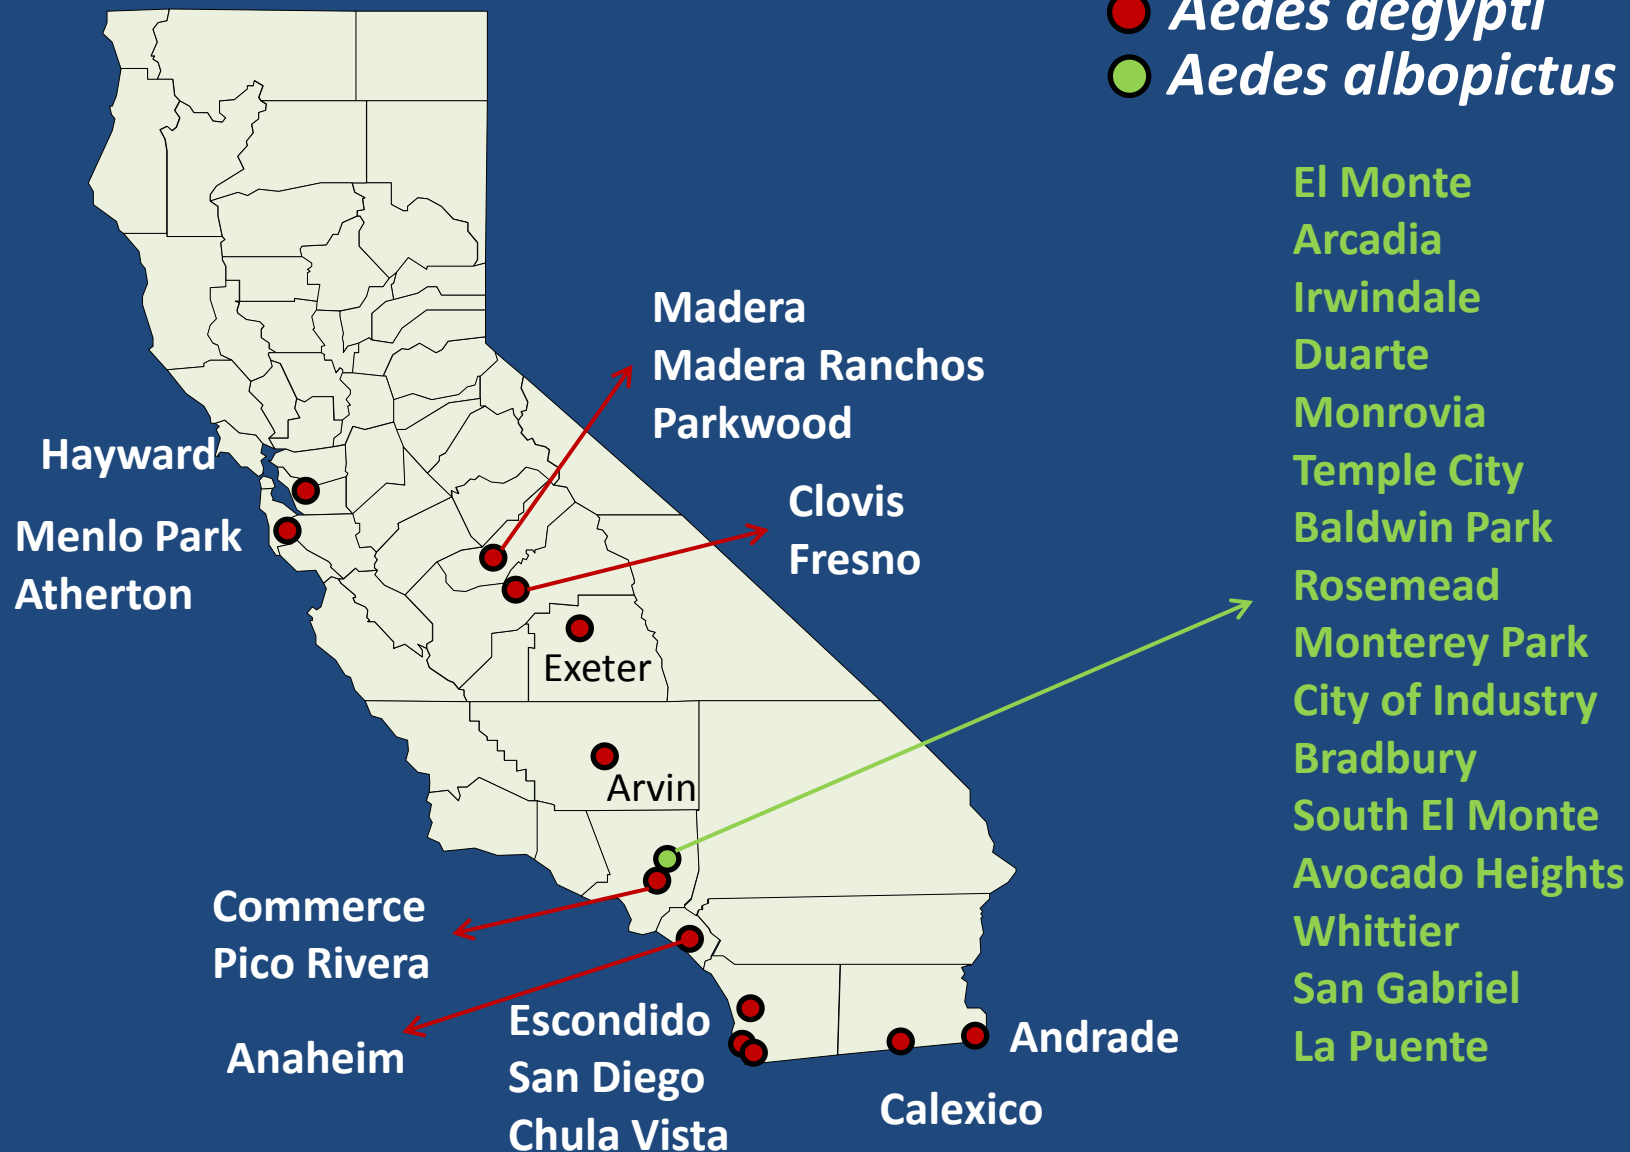 Aedes aegypti
Aedes albopictus
El Monte
Arcadia
Irwindale
Duarte
Monrovia
Temple City
Baldwin Park
Rosemead
Monterey Park
City of Industry
Bradbury
South El Monte
Avocado Heights
Whittier
San Gabriel
La Puente
Madera
Madera Ranchos
Parkwood
Hayward
Clovis
Fresno
Menlo Park
Atherton
Exeter
Arvin
Commerce
Pico Rivera
Anaheim
Escondido
San Diego
Chula Vista
Andrade
Calexico